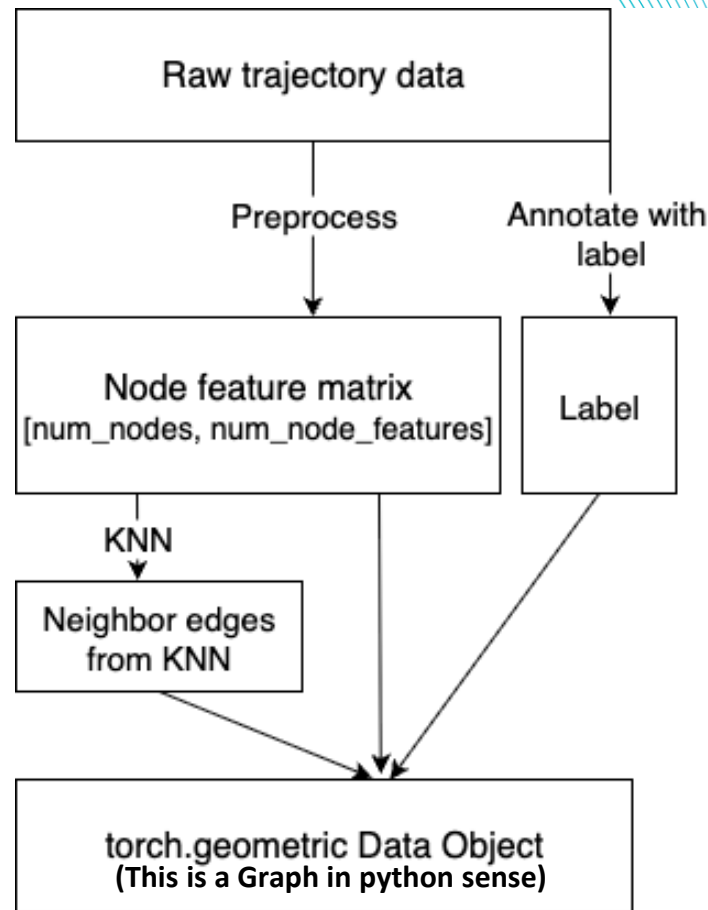 Raw trajectory data
Preprocess
Annotate with
label
Node feature matrix
[num_nodes, num_node_features]
Label
KNN
Neighbor edges
from KNN
torch.geometric Data Object
(This is a Graph in python sense)